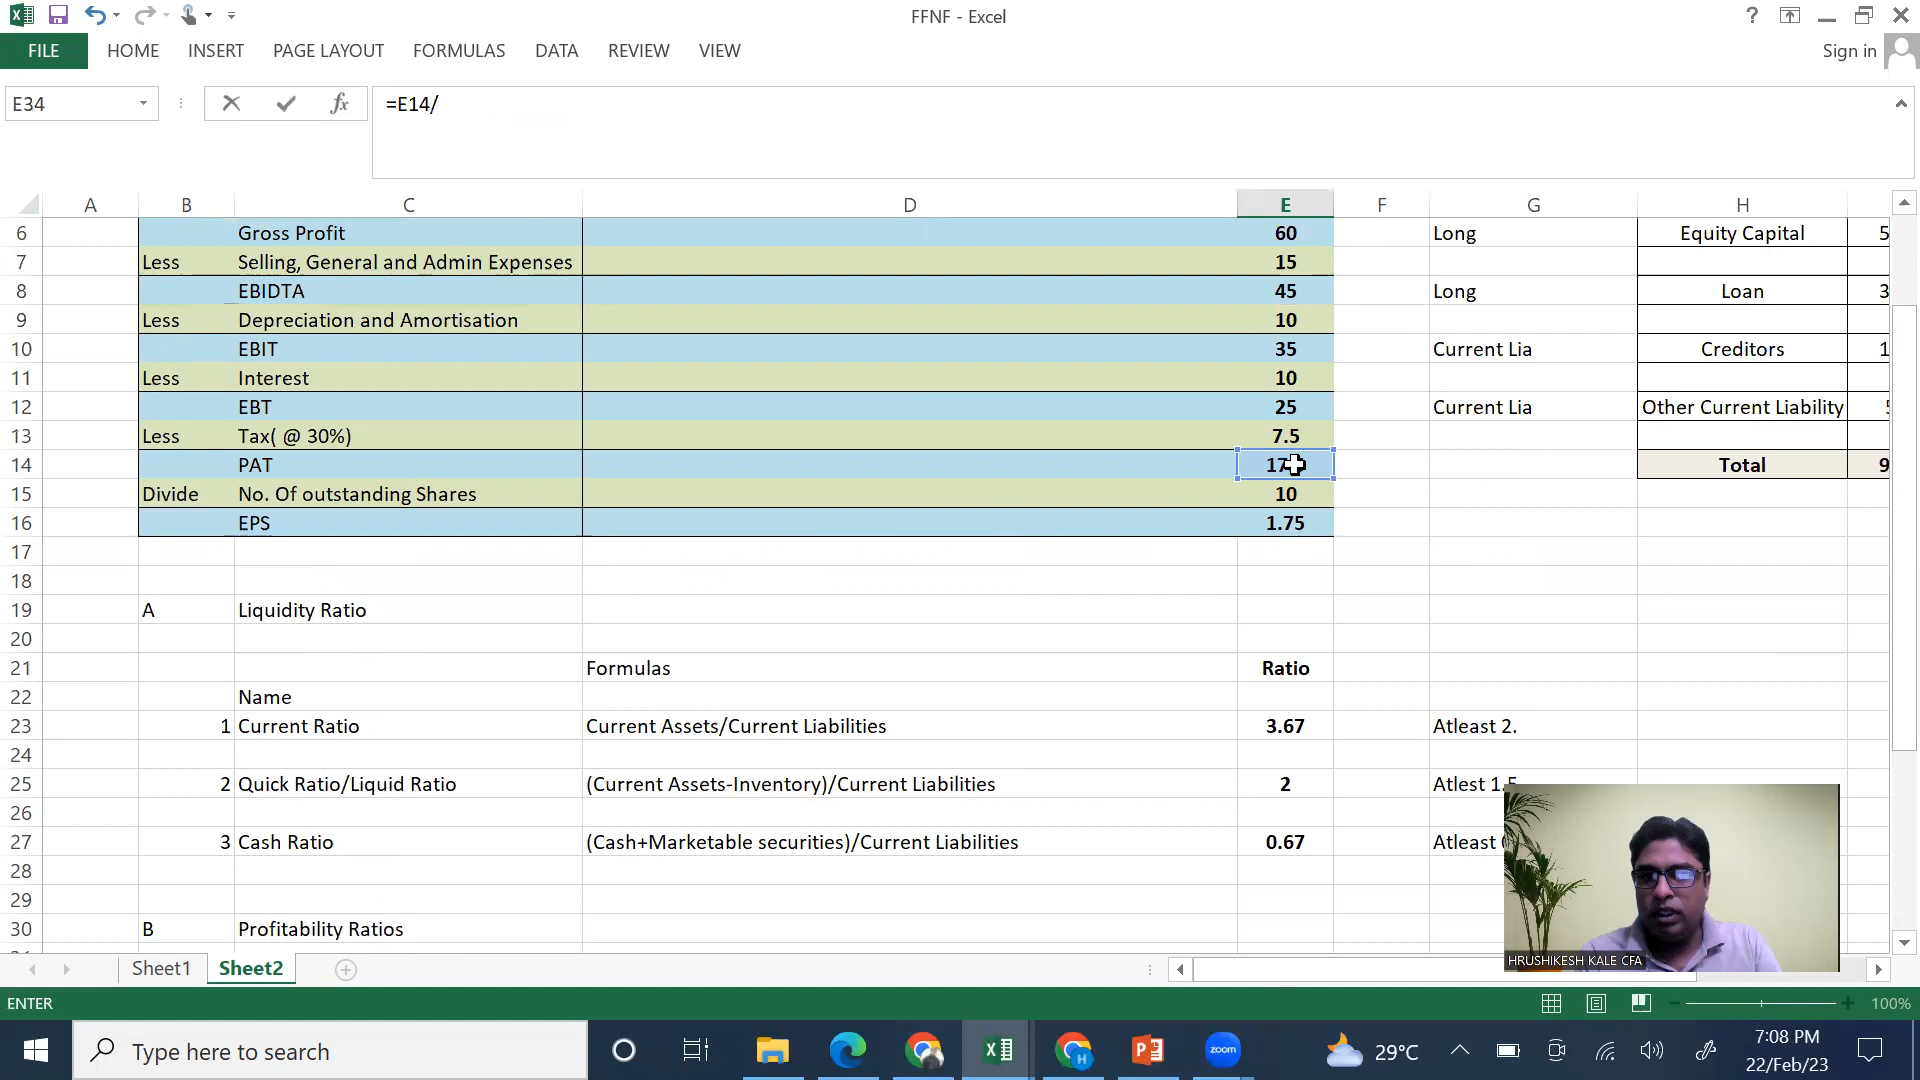 FFNF - Excel
FILE HOME INSERT PAGE LAYOUT FORMULAS DATA REVIEW VIEW Sign in
E34 fx =E14/
A B C D E F G H
6 Gross Profit 60 Long Equity Capital 5
7 Less Selling, General and Admin Expenses 15
8 EBIDTA 45 Long Loan 3
9 Less Depreciation and Amortisation 10
10 EBIT 35 Current Lia Creditors 1
11 Less Interest 10
12 EBT 25 Current Lia Other Current Liability
13 Less Tax( @ 30%) 7.5
14 PAT Total 9
15 Divide No. Of outstanding Shares 10
16 EPS 1.75
17
18
19 A Liquidity Ratio
20
21 Formulas Ratio
22 Name
23 1 Current Ratio Current Assets/Current Liabilities 3.67 Atleast 2.
24
25 2 Quick Ratio/Liquid Ratio (Current Assets-Inventory)/Current Liabilities 2 Atlest
26
27 3 Cash Ratio (Cash+Marketable securities)/Current Liabilities 0.67 Atleast
28
29
30 B Profitability Ratios
HRUSHIKESH KALE CFA
Sheet1 Sheet2
ENTER 100%
Type here to search zoom 29°C 7:08 PM
22/Feb/23